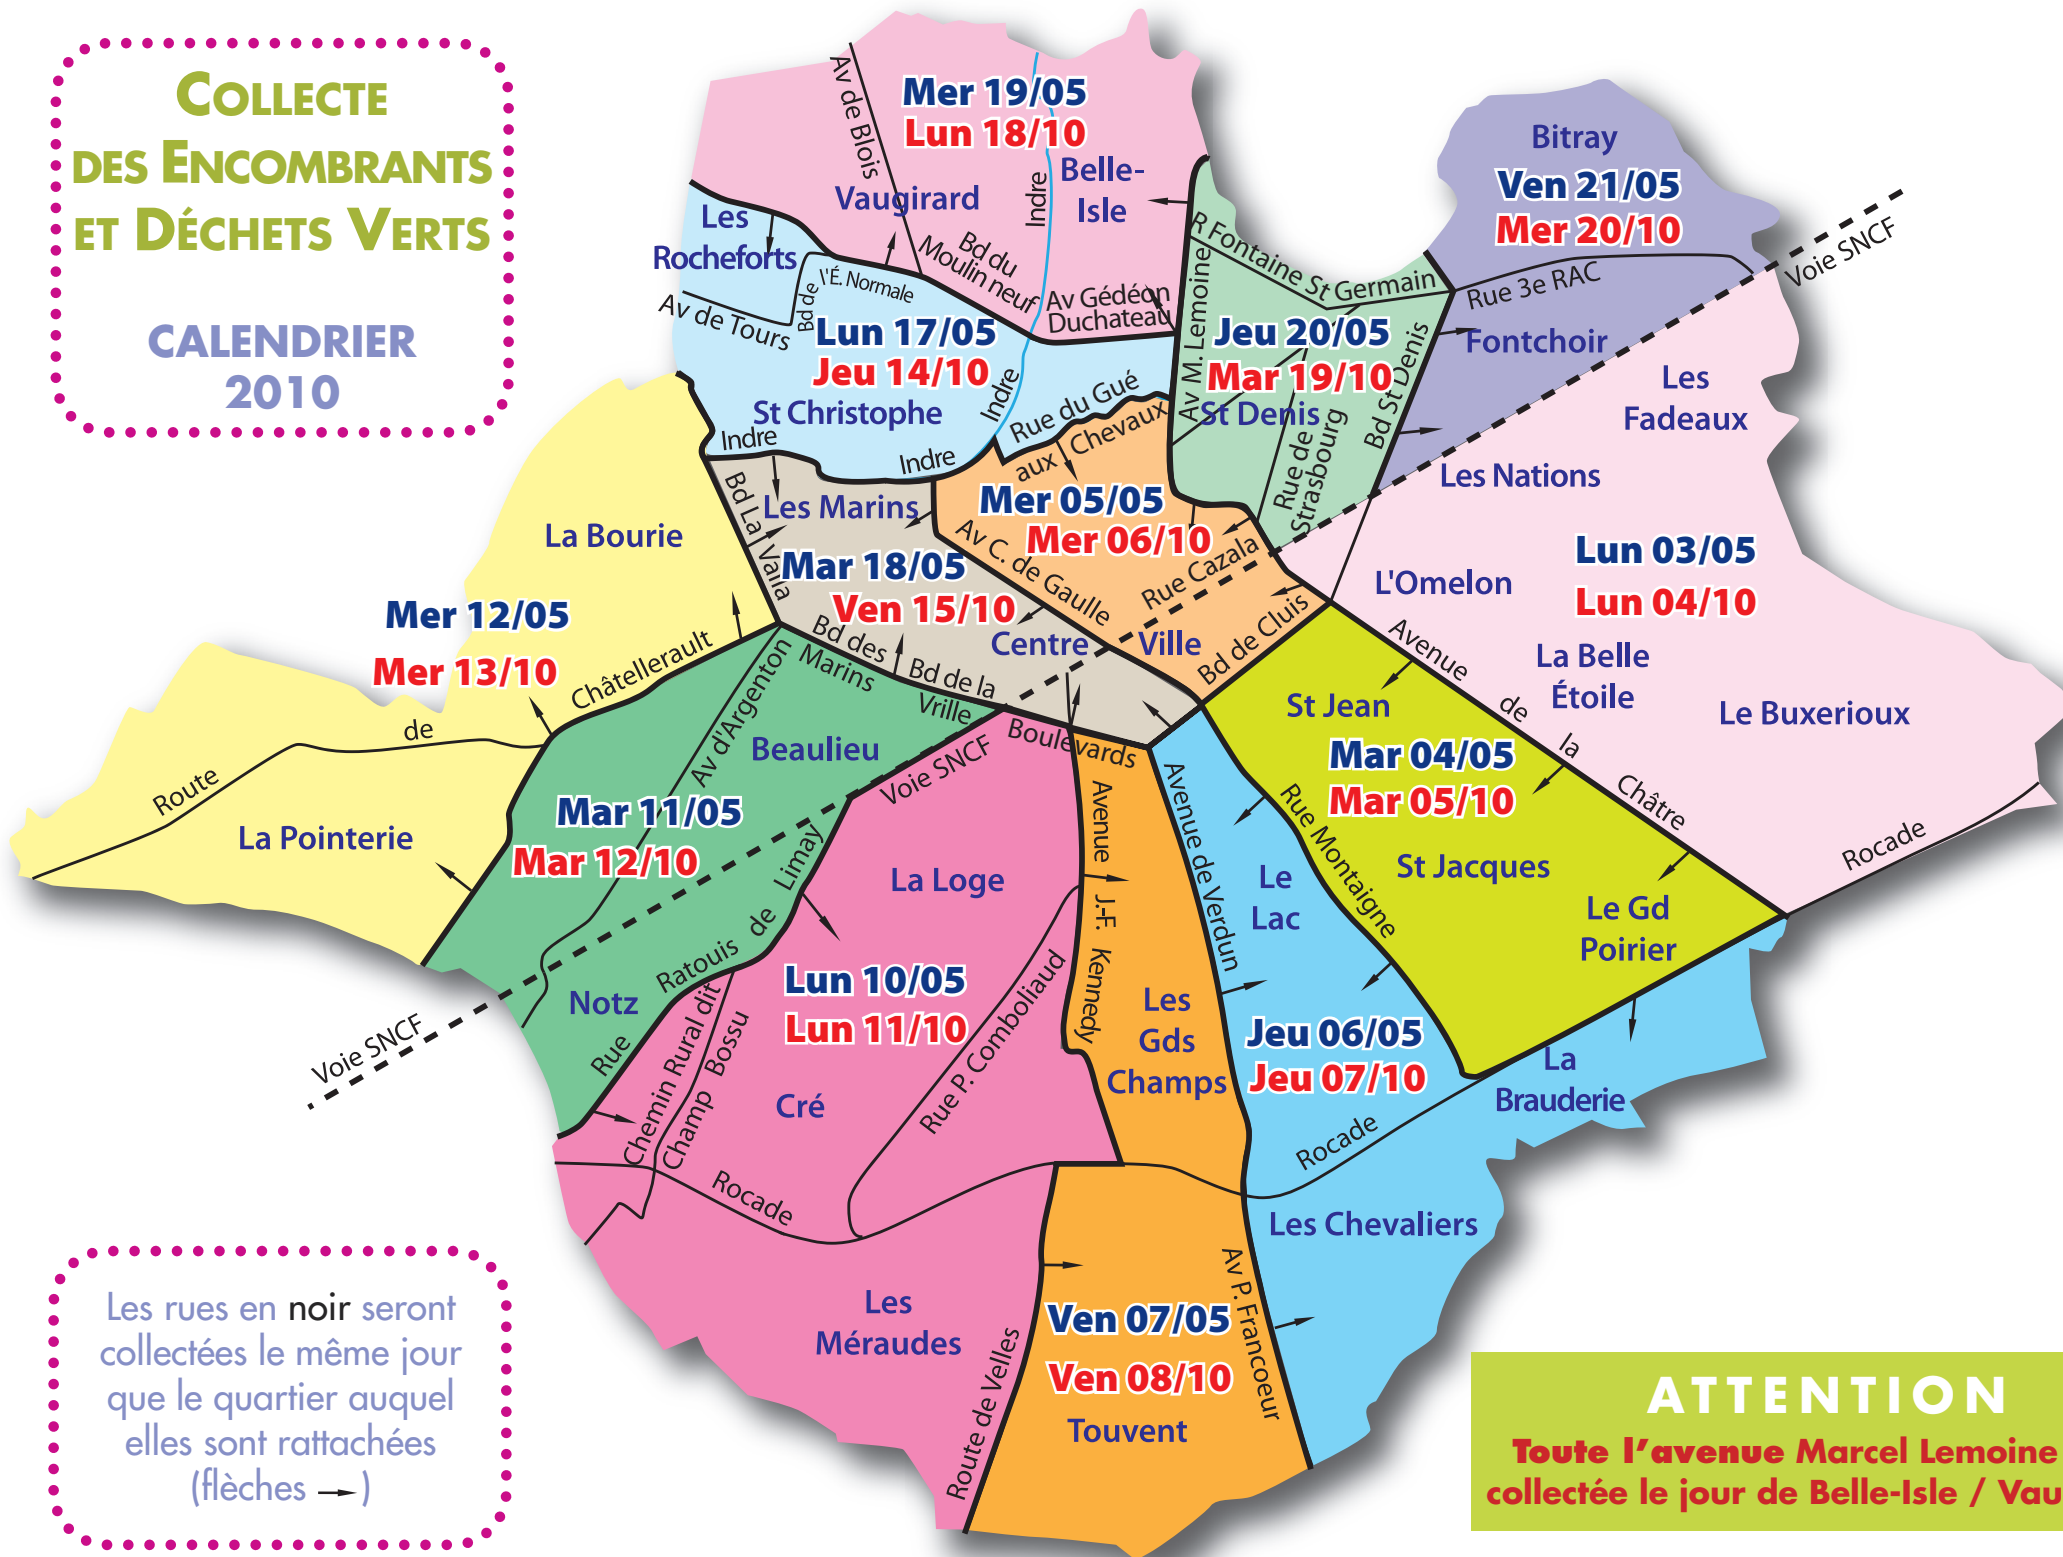 COLLECTE
DES ENCOMBRANTS
ET DÉCHETS VERTS
CALENDRIER
2010
Av de Blois
Mer 19/05
Lun 18/10
Vaugirard
Indre
Belle-
Isle
Bd du
Moulin neuf
Av Gédéon
Duchateau
Bitray
Ven 21/05
Mer 20/10
Voie SNCF
Rue 3e RAC
Fontchoir
Les
Rocheforts
Bd de
l'É. Normale
Av de Tours
Lun 17/05
Jeu 14/10
St Christophe
Indre
Indre
Indre
Rue du Gué
aux Chevaux
R Fontaine St Germain
Av M. Lemoine
Jeu 20/05
Mar 19/10
St Denis
Rue de
Strasbourg
Bd St Denis
Les
Fadeaux
Les Nations
Lun 03/05
Lun 04/10
L'Omelon
La Belle
Étoile
Le Buxerioux
La Bourie
Mer 12/05
Mer 13/10
Route de Châtellerault
La Pointerie
Bd La Valla
Les Marins
Mar 18/05
Ven 15/10
Centre Ville
Mer 05/05
Mer 06/10
Av C. de Gaulle
Rue Cazala
Bd de Cluis
Bd des
Marins
Bd de la
Vrille
Boulevards
Av d'Argenton
Beaulieu
Mar 11/05
Mar 12/10
Voie SNCF
Notz
Rue Ratouis de Limay
Voie SNCF
St Jean
Avenue de la Châtre
Mar 04/05
Mar 05/10
St Jacques
Le Gd
Poirier
Rocade
Rue Montaigne
La Loge
Lun 10/05
Lun 11/10
Cré
Chemin Rural dit
Champ Bossu
Rue P. Comboliaud
Rocade
Les
Méraudes
Avenue J.-F. Kennedy
Avenue de Verdun
Les
Gds
Champs
Le
Lac
Jeu 06/05
Jeu 07/10
La
Brauderie
Rocade
Les Chevaliers
Av P. Francoeur
Route de Velles
Ven 07/05
Ven 08/10
Touvent
Les rues en noir seront
collectées le même jour
que le quartier auquel
elles sont rattachées
(flèches →)
ATTENTION
Toute l'avenue Marcel Lemoine
collectée le jour de Belle-Isle / Vau